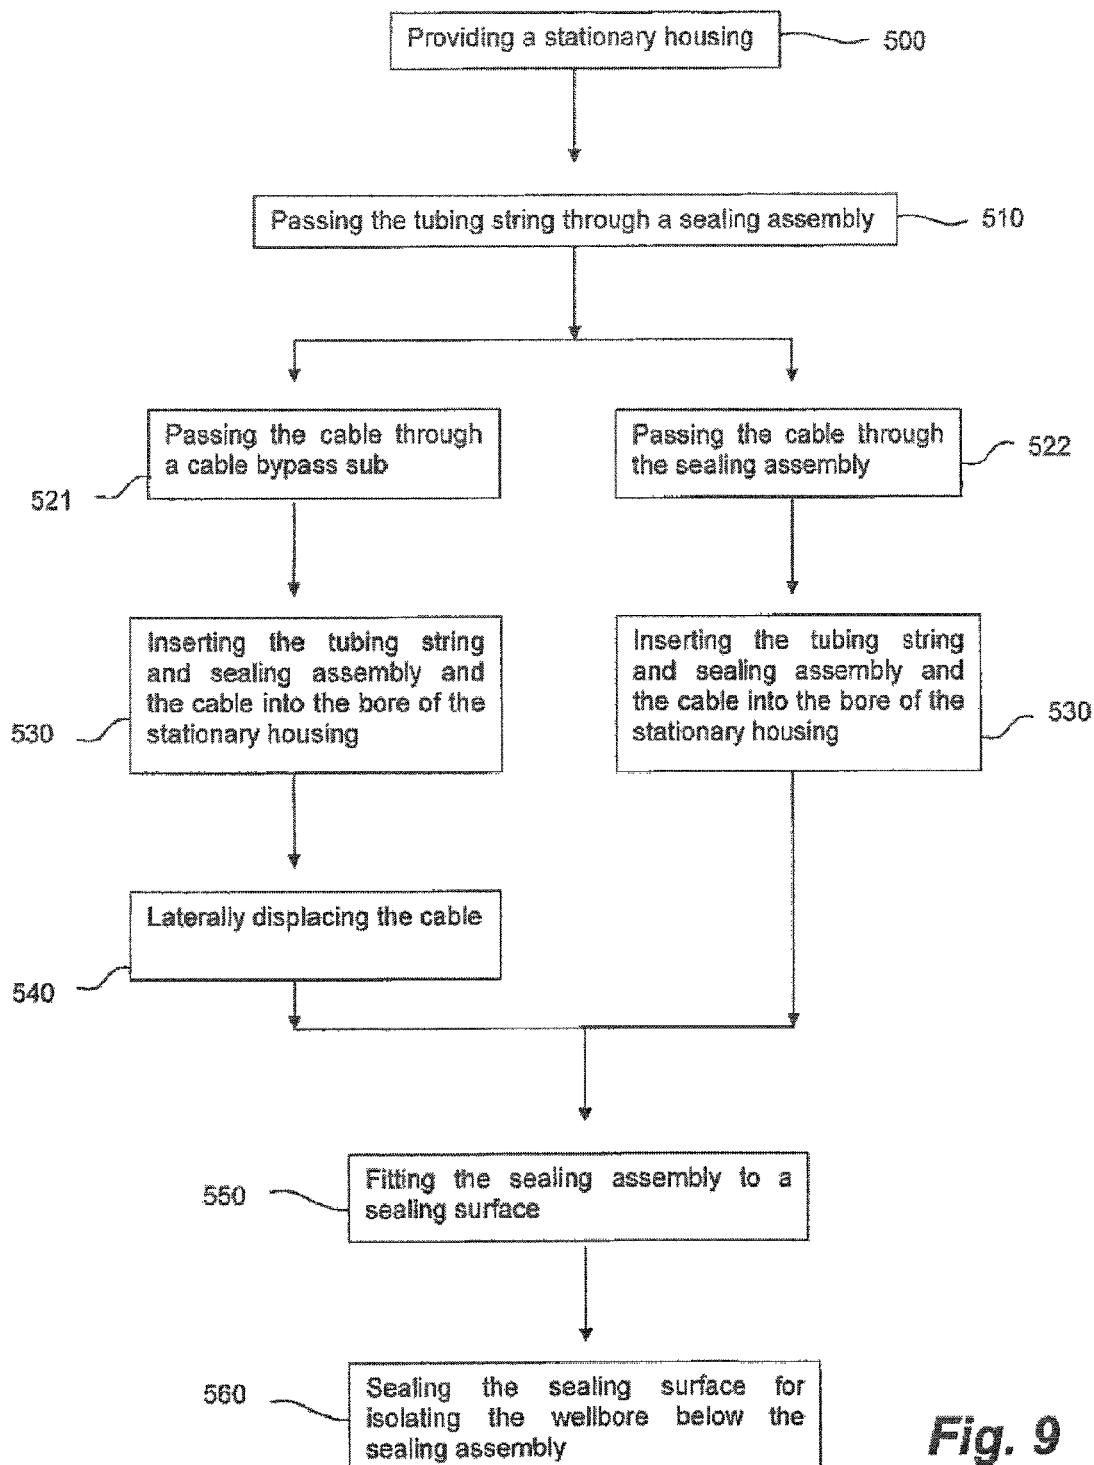 Providing a stationary housing
500
Passing the tubing string through a sealing assembly
510
Passing the cable through
a cable bypass sub
521
Passing the cable through
the sealing assembly
522
Inserting the tubing string
and sealing assembly and
the cable into the bore of the
stationary housing
530
Inserting the tubing string
and sealing assembly and
the cable into the bore of the
stationary housing
530
Laterally displacing the cable
540
Fitting the sealing assembly to a
sealing surface
550
Sealing the sealing surface for
isolating the wellbore below the
sealing assembly
560
Fig. 9